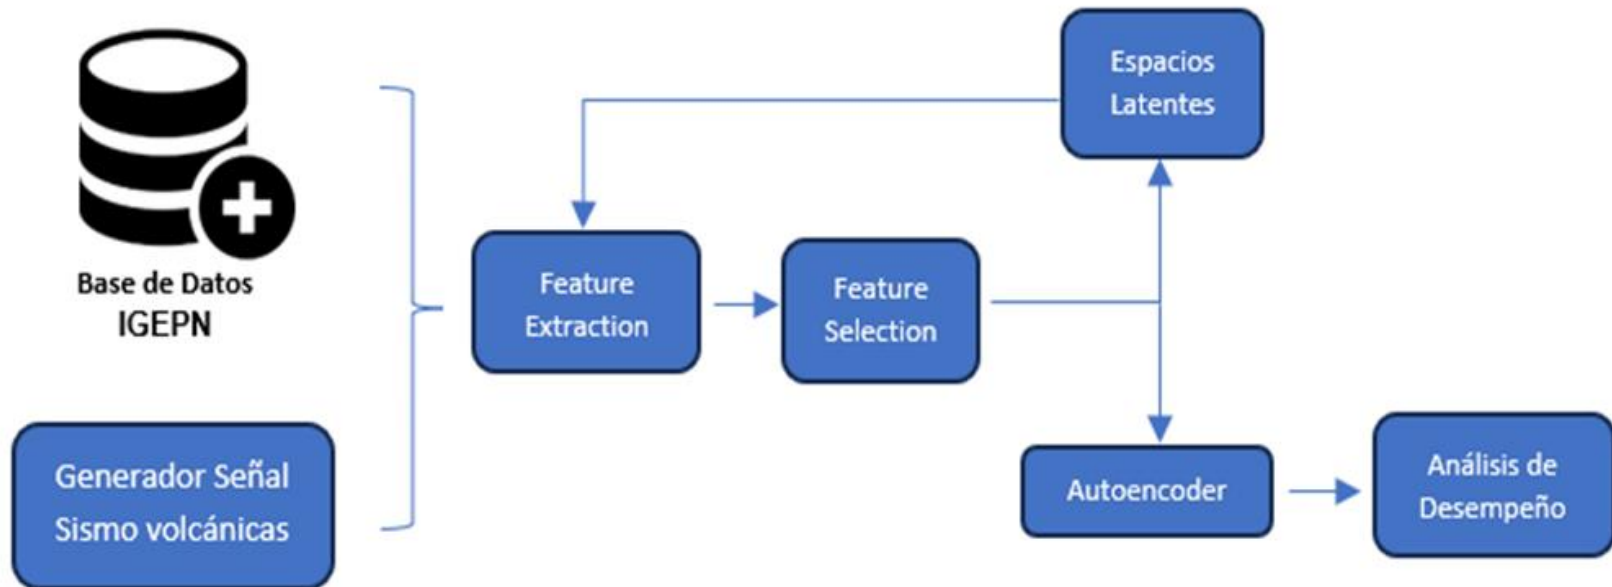 Base de Datos
IGEPN
Generador Señal
Sismo volcánicas
Feature
Extraction
Feature
Selection
Espacios
Latentes
Autoencoder
Análisis de
Desempeño